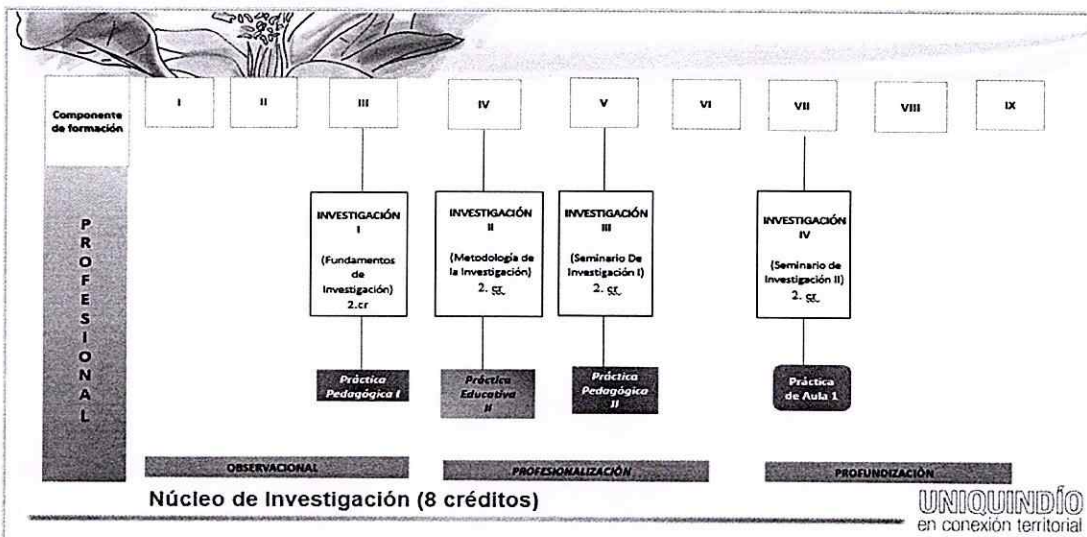 Componente
de formación
I
II
III
IV
V
VI
VII
VIII
IX
P
R
O
F
E
S
I
O
N
A
L
INVESTIGACIÓN
I
(Fundamentos
de
Investigación)
2.cr
INVESTIGACIÓN
II
(Metodología de
la Investigación)
2. cr
INVESTIGACIÓN
III
(Seminario De
Investigación I)
2. cr
INVESTIGACIÓN
IV
(Seminario de
Investigación II)
2. cr
Práctica
Pedagógica I
Práctica
Educativa
II
Práctica
Pedagógica
II
Práctica
de Aula 1
OBSERVACIONAL
PROFESIONALIZACIÓN
PROFUNDIZACIÓN
Núcleo de Investigación (8 créditos)
UNIQUINDÍO
en conexión territorial